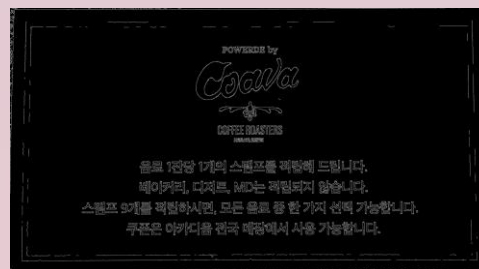 POWERDE by
Coava
COFFEE ROASTERS
음료 1잔당 1개의 스탬프를 적립해 드립니다.
베이커리, 디저트, MD는 적립되지 않습니다.
스탬프 9개를 적립하시면, 모든 음료 중 한 가지 선택 가능합니다.
쿠폰은 아카디움 전국 매장에서 사용 가능합니다.